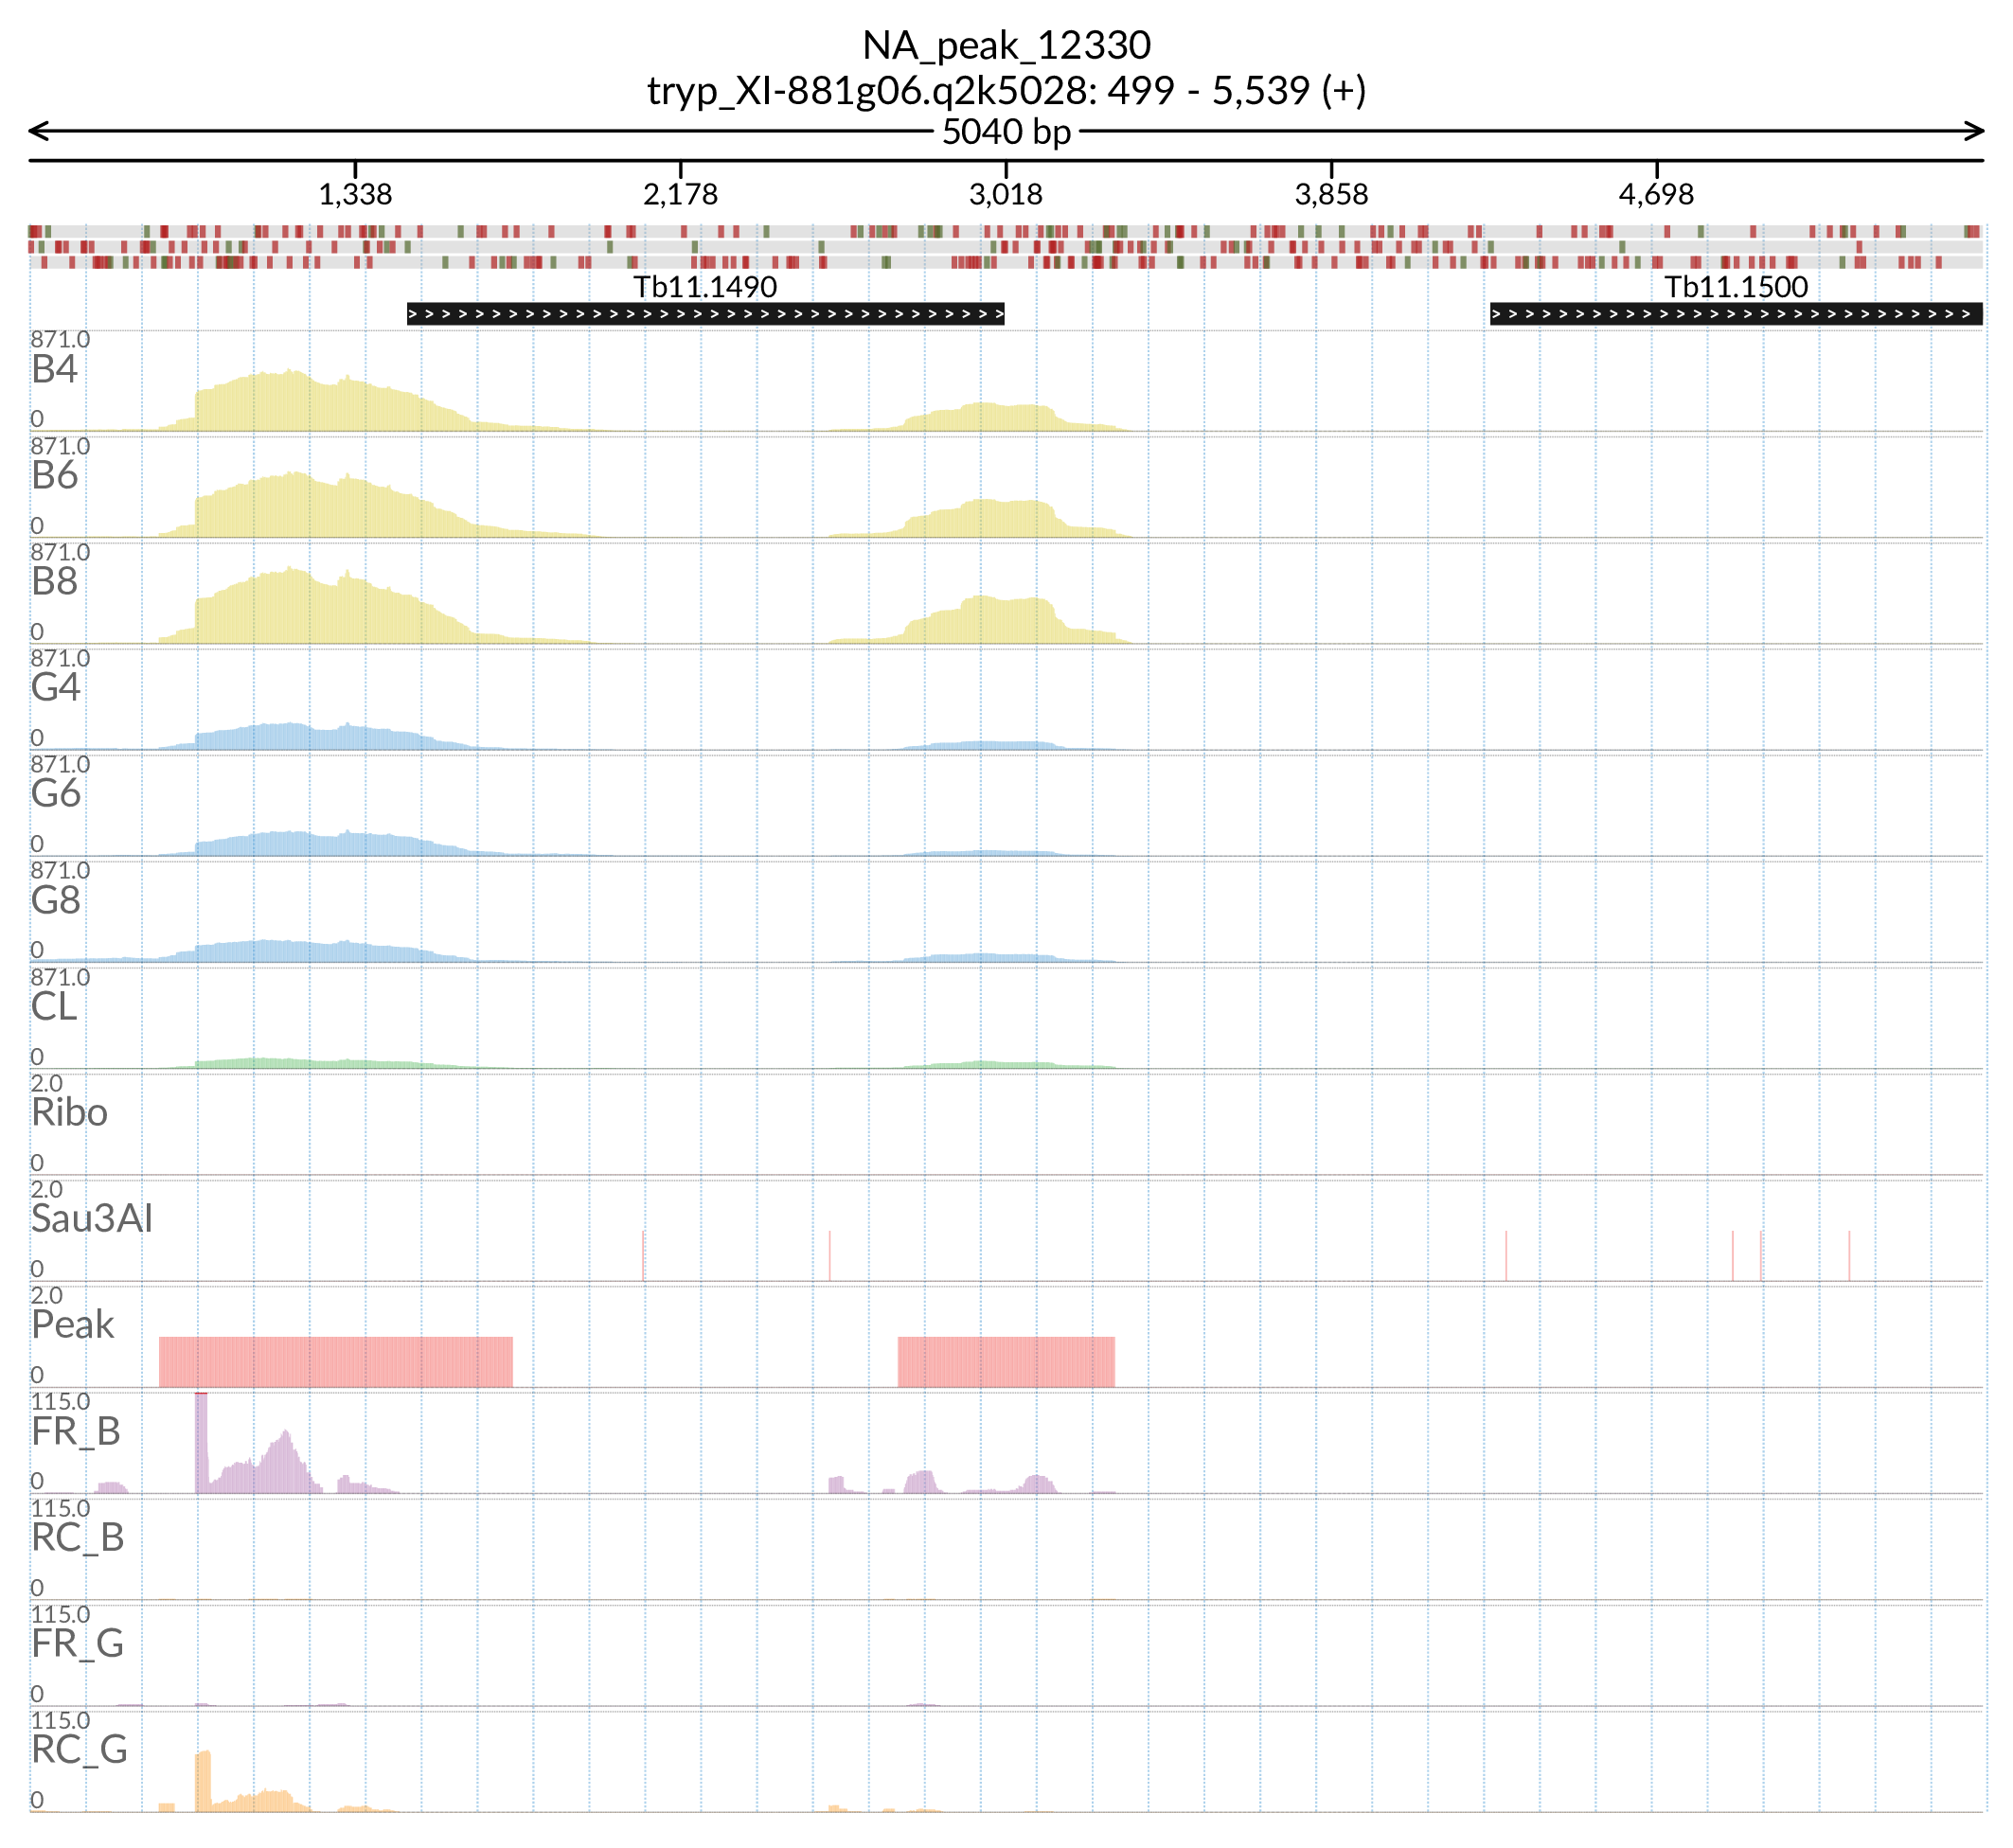 NA_peak_12330
tryp_XI-881g06.q2k5028: 499 - 5,539 (+)
5040 bp
1,338 2,178 3,018 3,858 4,698
Tb11.1490 Tb11.1500
871.0
B4
0
871.0
B6
0
871.0
B8
0
871.0
G4
0
871.0
G6
0
871.0
G8
0
871.0
CL
0
2.0
Ribo
0
2.0
Sau3AI
0
2.0
Peak
0
115.0
FR_B
0
115.0
RC_B
0
115.0
FR_G
0
115.0
RC_G
0